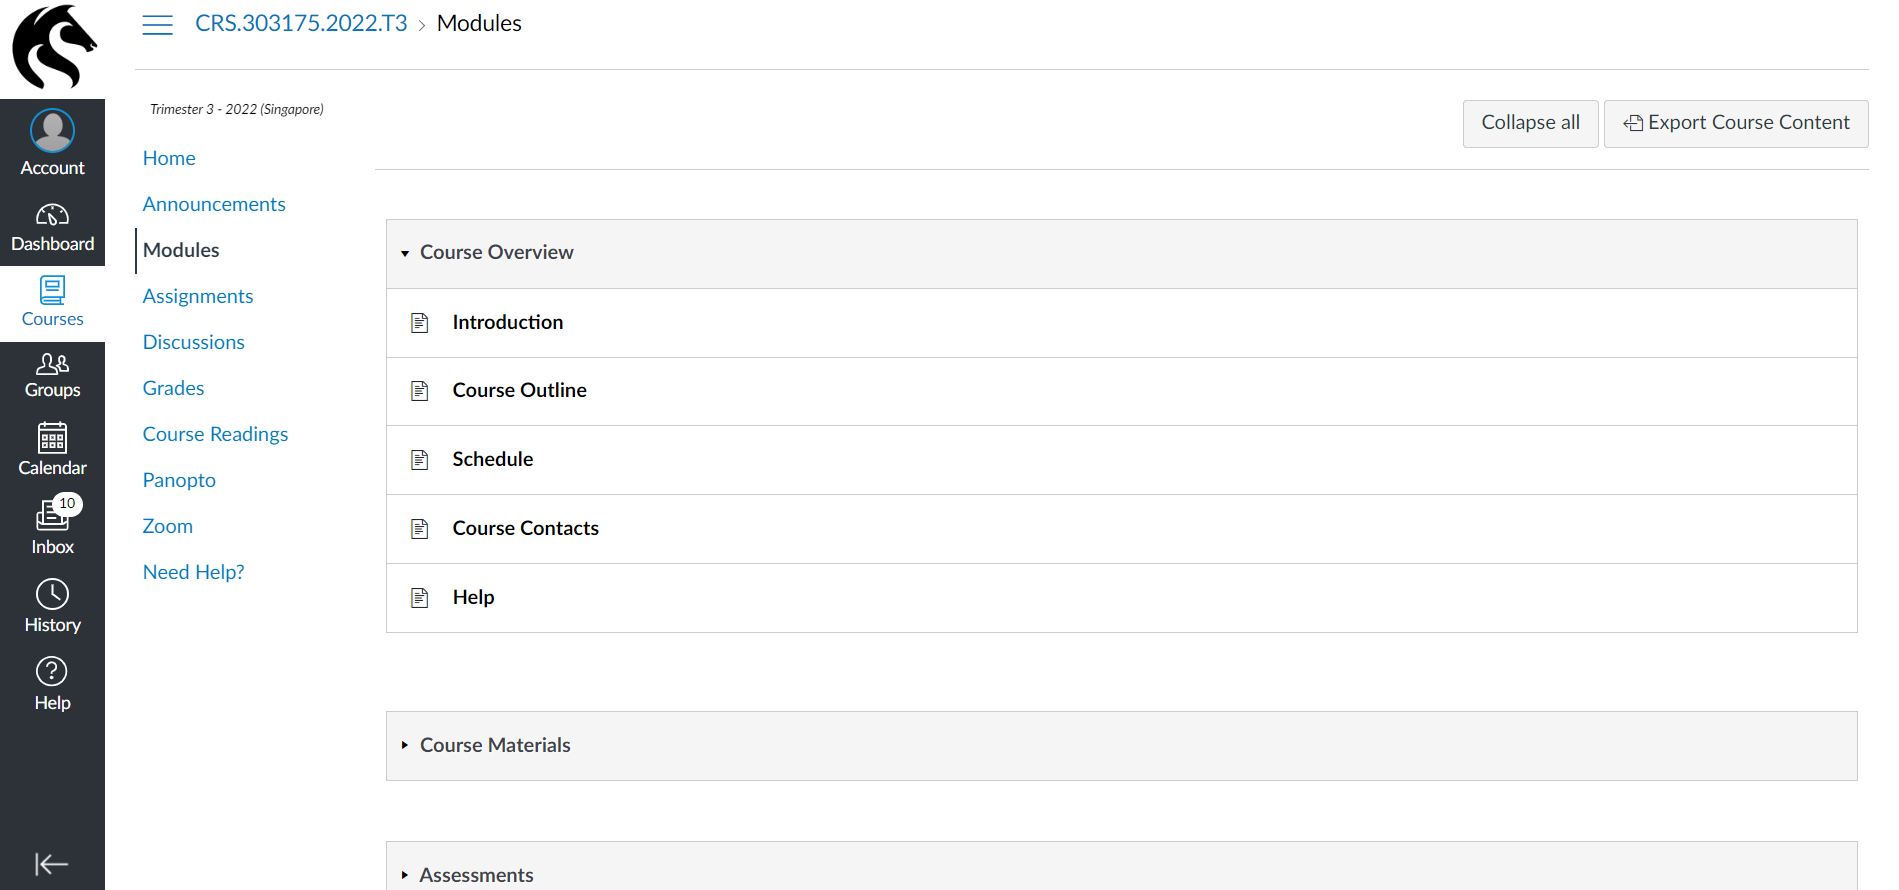 CRS.303175.2022.T3 › Modules
Account
Dashboard
Courses
Groups
Calendar
10
Inbox
History
Help
Trimester 3 - 2022 (Singapore)
Home
Announcements
Modules
Assignments
Discussions
Grades
Course Readings
Panopto
Zoom
Need Help?
Collapse all
Export Course Content
Course Overview
Introduction
Course Outline
Schedule
Course Contacts
Help
Course Materials
Assessments